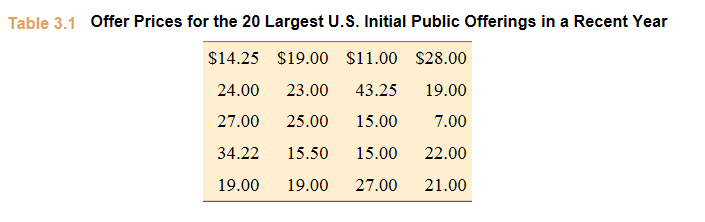 Table 3.1 Offer Prices for the 20 Largest U.S. Initial Public Offerings in a Recent Year
$14.25 $19.00 $11.00 $28.00
24.00 23.00 43.25 19.00
27.00 25.00 15.00 7.00
34.22 15.50 15.00 22.00
19.00 19.00 27.00 21.00